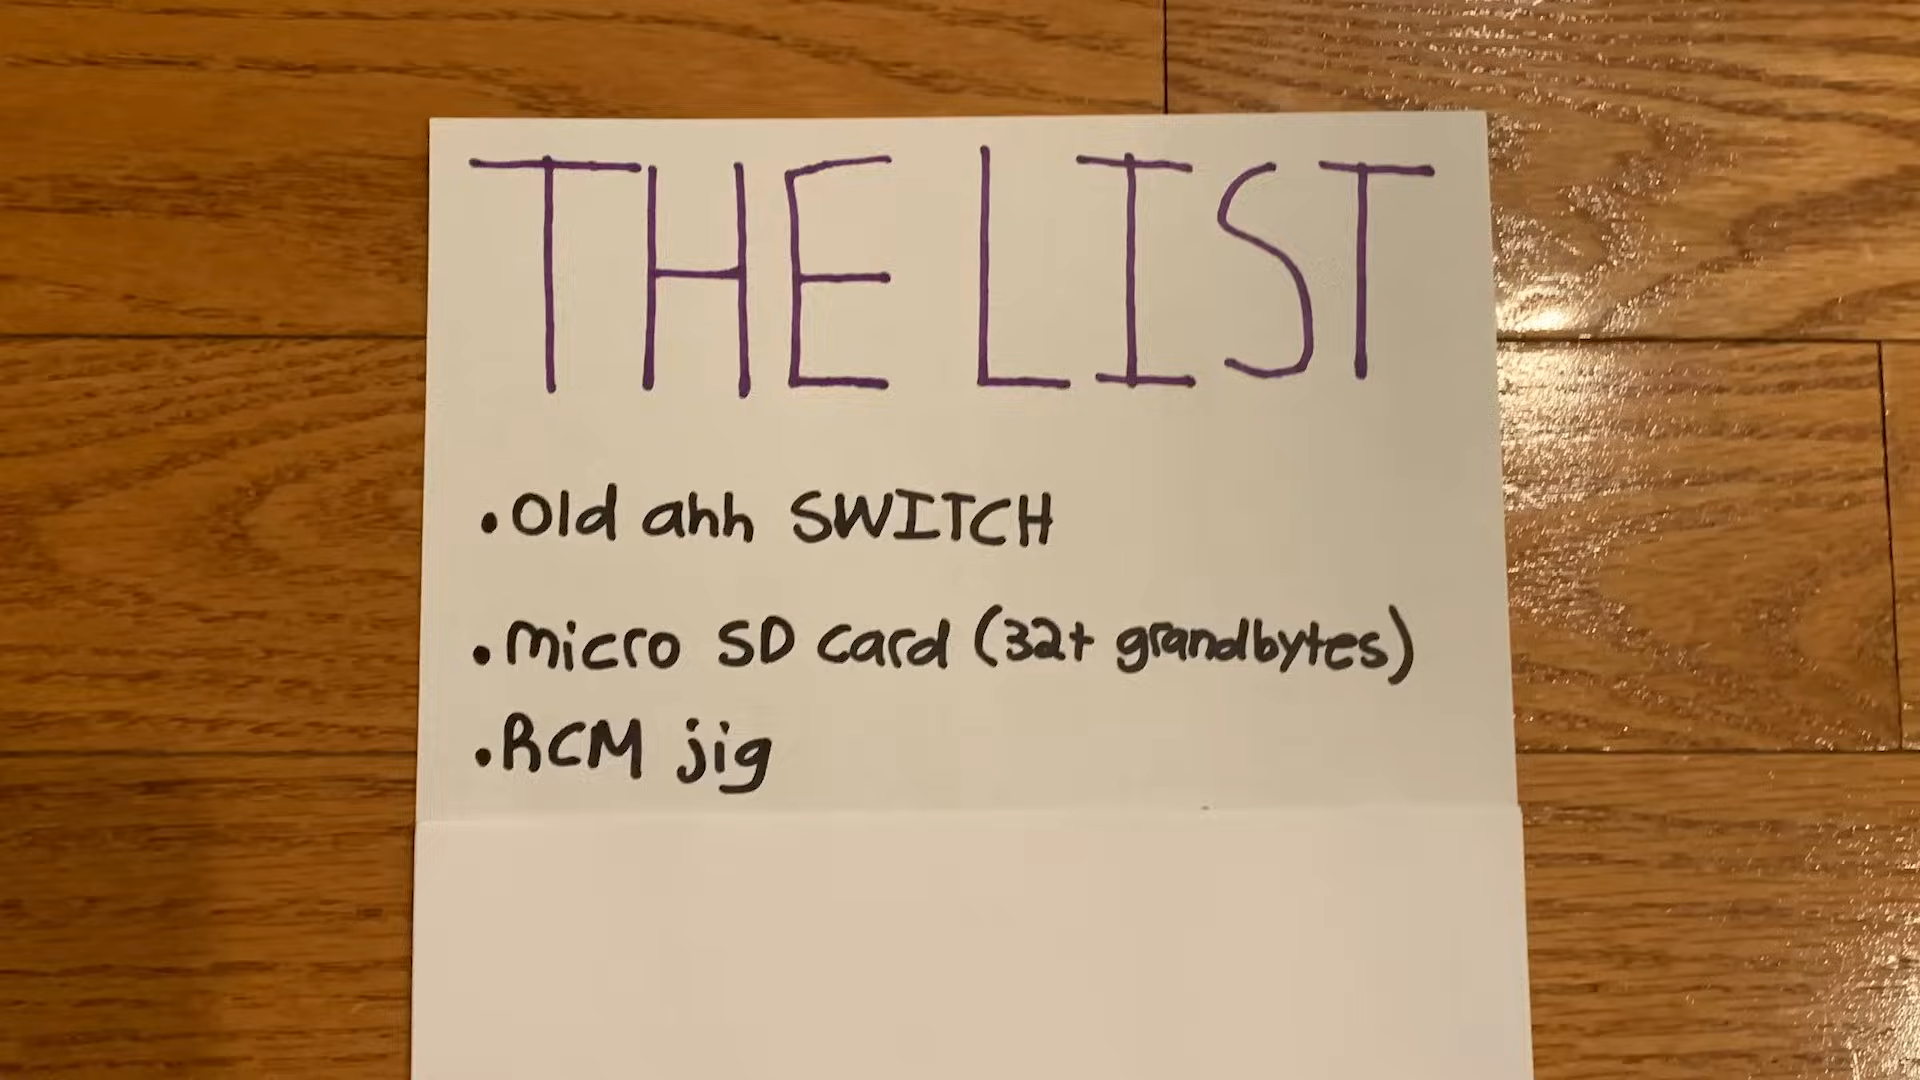 THE LIST
• Old ahh SWITCH
• micro SD card (32+ grandbytes)
• RCM jig